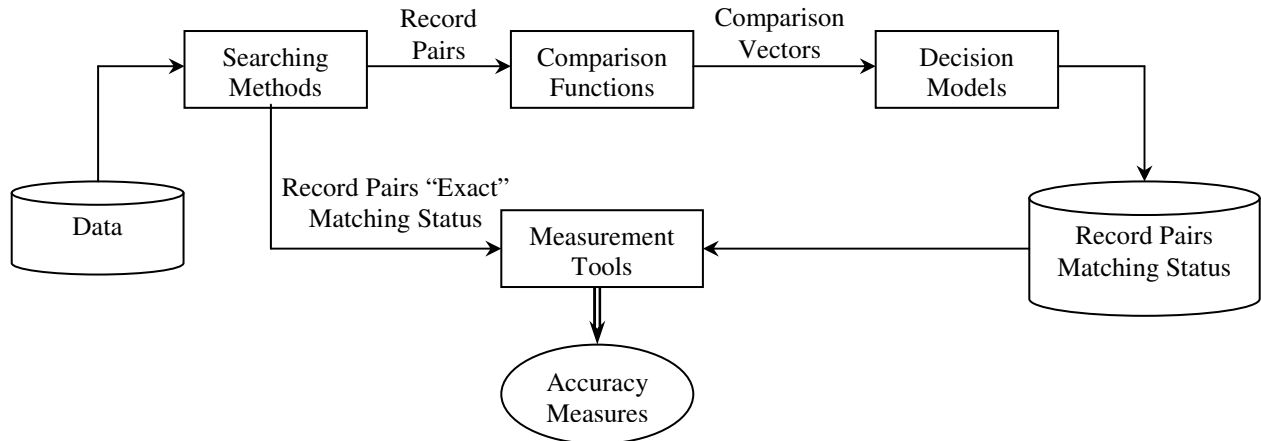 Searching
Methods
Record
Pairs
Comparison
Functions
Comparison
Vectors
Decision
Models
Data
Record Pairs “Exact”
Matching Status
Measurement
Tools
Record Pairs
Matching Status
Accuracy
Measures